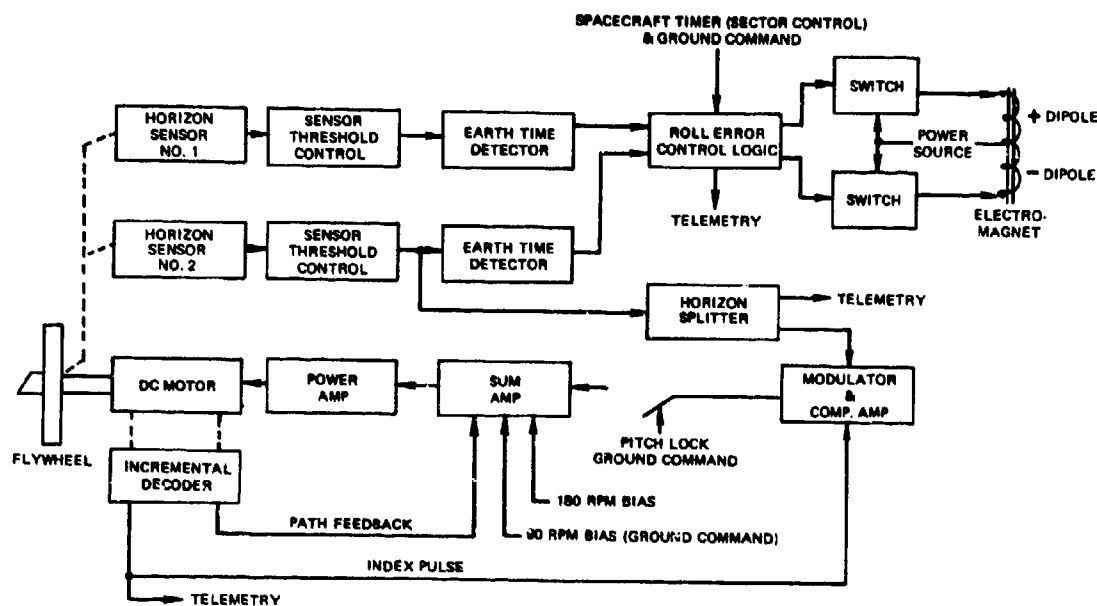 SPACECRAFT TIMER (SECTOR CONTROL)
& GROUND COMMAND
HORIZON
SENSOR
NO. 1
SENSOR
THRESHOLD
CONTROL
EARTH TIME
DETECTOR
ROLL ERROR
CONTROL LOGIC
SWITCH
+ DIPOLE
POWER
SOURCE
- DIPOLE
SWITCH
ELECTRO-
MAGNET
TELEMETRY
HORIZON
SENSOR
NO. 2
SENSOR
THRESHOLD
CONTROL
EARTH TIME
DETECTOR
HORIZON
SPLITTER
TELEMETRY
DC MOTOR
POWER
AMP
SUM
AMP
MODULATOR
&
COMP. AMP
PITCH LOCK
GROUND COMMAND
FLYWHEEL
INCREMENTAL
DECODER
180 RPM BIAS
PATH FEEDBACK
90 RPM BIAS (GROUND COMMAND)
INDEX PULSE
TELEMETRY